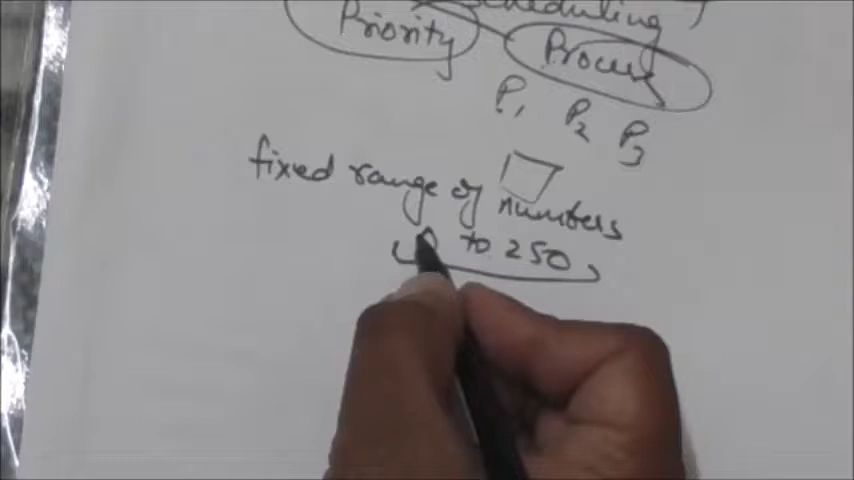 Scheduling
Priority Process
P1 P2 P3
fixed range of numbers
0 to 250